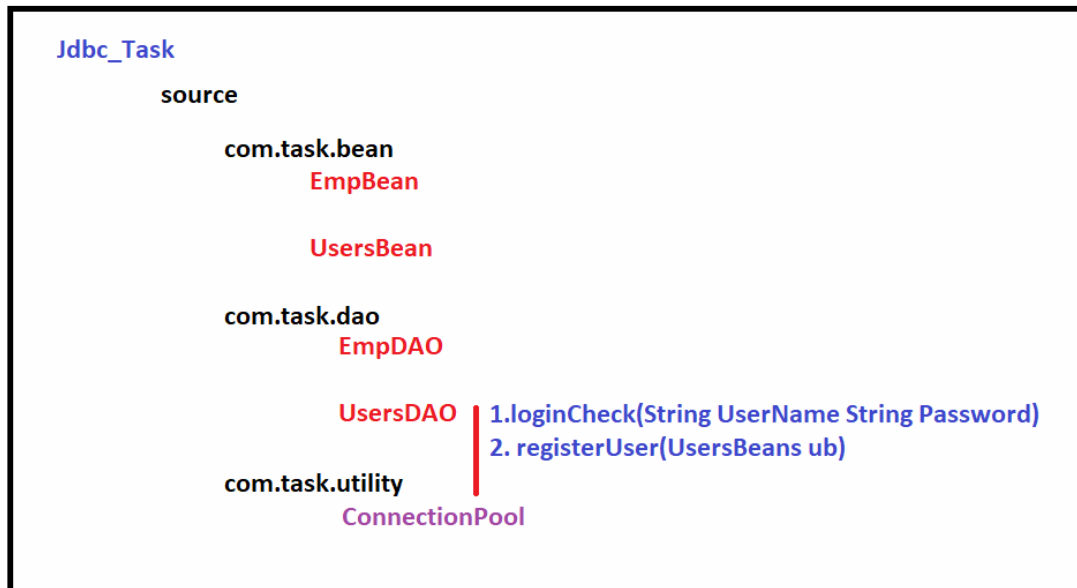 Jdbc_Task
source
com.task.bean
EmpBean
UsersBean
com.task.dao
EmpDAO
UsersDAO
1.loginCheck(String UserName String Password)
2. registerUser(UsersBeans ub)
com.task.utility
ConnectionPool